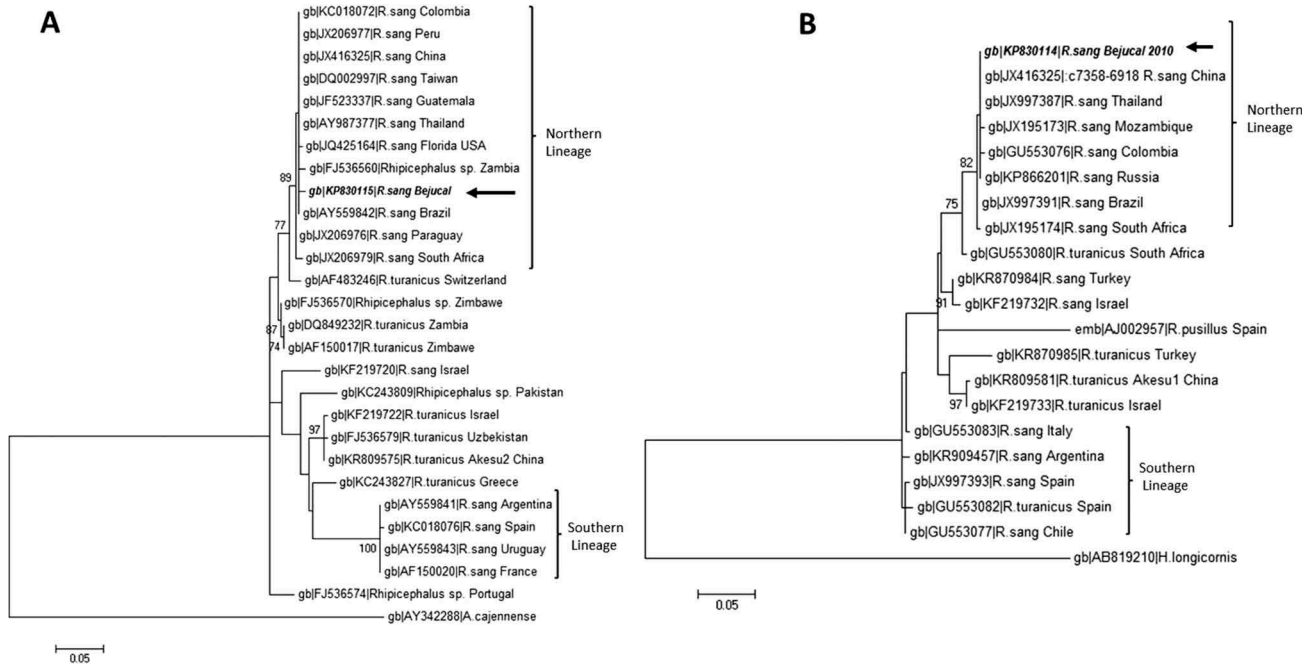 A
gb|KC018072|R.sang Colombia
gb|JX206977|R.sang Peru
gb|JX416325|R.sang China
gb|DQ002997|R.sang Taiwan
gb|JF523337|R.sang Guatemala
gb|AY987377|R.sang Thailand
gb|JQ425164|R.sang Florida USA
gb|FJ536560|Rhipicephalus sp. Zambia
gb|KP830115|R.sang Bejucal
gb|AY559842|R.sang Brazil
gb|JX206976|R.sang Paraguay
gb|JX206979|R.sang South Africa
gb|AF483246|R.turanicus Switzerland
gb|FJ536570|Rhipicephalus sp. Zimbawe
gb|DQ849232|R.turanicus Zambia
gb|AF150017|R.turanicus Zimbawe
gb|KF219720|R.sang Israel
gb|KC243809|Rhipicephalus sp. Pakistan
gb|KF219722|R.turanicus Israel
gb|FJ536579|R.turanicus Uzbekistan
gb|KR809575|R.turanicus Akesu2 China
gb|KC243827|R.turanicus Greece
gb|AY559841|R.sang Argentina
gb|KC018076|R.sang Spain
gb|AY559843|R.sang Uruguay
gb|AF150020|R.sang France
gb|FJ536574|Rhipicephalus sp. Portugal
gb|AY342288|A.cajennense
89
77
87
74
97
100
Northern
Lineage
Southern
Lineage
0.05
B
gb|KP830114|R.sang Bejucal 2010
gb|JX416325|:c7358-6918 R.sang China
gb|JX997387|R.sang Thailand
gb|JX195173|R.sang Mozambique
gb|GU553076|R.sang Colombia
gb|KP866201|R.sang Russia
gb|JX997391|R.sang Brazil
gb|JX195174|R.sang South Africa
gb|GU553080|R.turanicus South Africa
gb|KR870984|R.sang Turkey
gb|KF219732|R.sang Israel
emb|AJ002957|R.pusillus Spain
gb|KR870985|R.turanicus Turkey
gb|KR809581|R.turanicus Akesu1 China
gb|KF219733|R.turanicus Israel
gb|GU553083|R.sang Italy
gb|KR909457|R.sang Argentina
gb|JX997393|R.sang Spain
gb|GU553082|R.turanicus Spain
gb|GU553077|R.sang Chile
gb|AB819210|H.longicornis
82
75
91
97
Northern
Lineage
Southern
Lineage
0.05